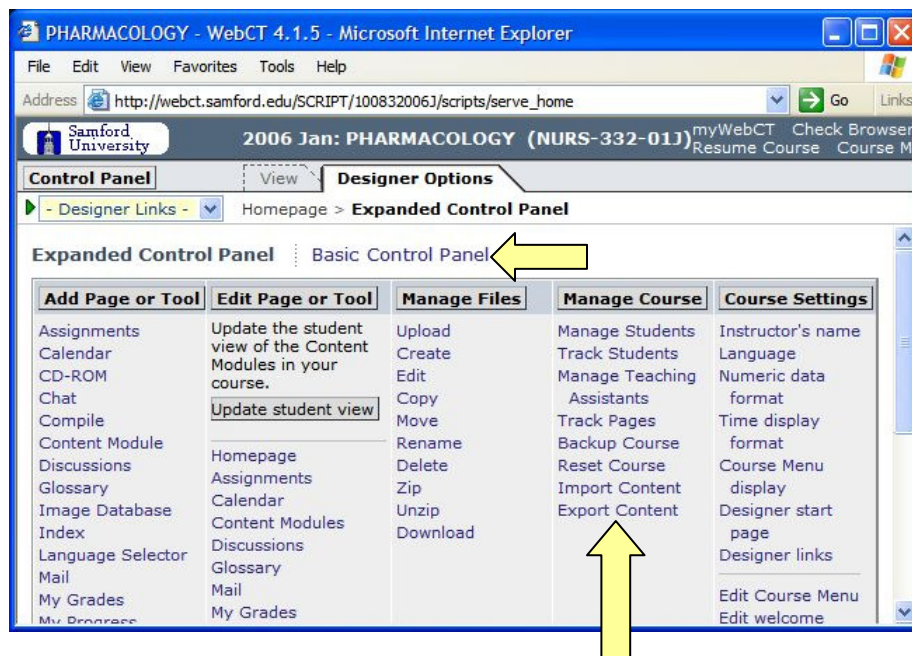 PHARMACOLOGY - WebCT 4.1.5 - Microsoft Internet Explorer
File Edit View Favorites Tools Help
Address http://webct.samford.edu/SCRIPT/100832006J/scripts/serve_home Go Links
Samford University
2006 Jan: PHARMACOLOGY (NURS-332-01J)
myWebCT Check Browser
Resume Course Course M
Control Panel View Designer Options
- Designer Links - Homepage > Expanded Control Panel
Expanded Control Panel Basic Control Panel
Add Page or Tool
Assignments
Calendar
CD-ROM
Chat
Compile
Content Module
Discussions
Glossary
Image Database
Index
Language Selector
Mail
My Grades
My Progress
Edit Page or Tool
Update the student
view of the Content
Modules in your
course.
Update student view
Homepage
Assignments
Calendar
Content Modules
Discussions
Glossary
Mail
My Grades
Manage Files
Upload
Create
Edit
Copy
Move
Rename
Delete
Zip
Unzip
Download
Manage Course
Manage Students
Track Students
Manage Teaching
Assistants
Track Pages
Backup Course
Reset Course
Import Content
Export Content
Course Settings
Instructor's name
Language
Numeric data
format
Time display
format
Course Menu
display
Designer start
page
Designer links
Edit Course Menu
Edit welcome